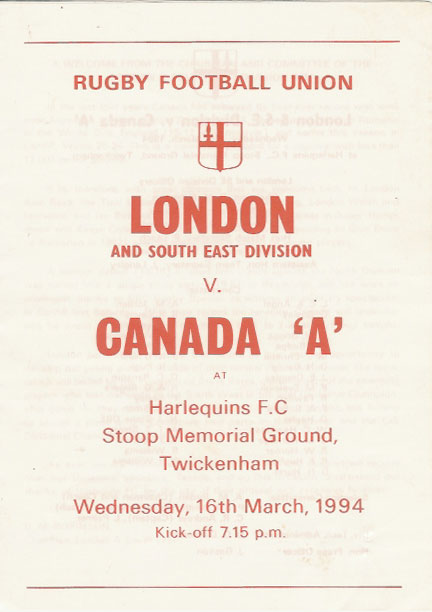 RUGBY FOOTBALL UNION
LONDON
AND SOUTH EAST DIVISION
V.
CANADA 'A'
AT
Harlequins F.C
Stoop Memorial Ground,
Twickenham
Wednesday, 16th March, 1994
Kick-off 7.15 p.m.